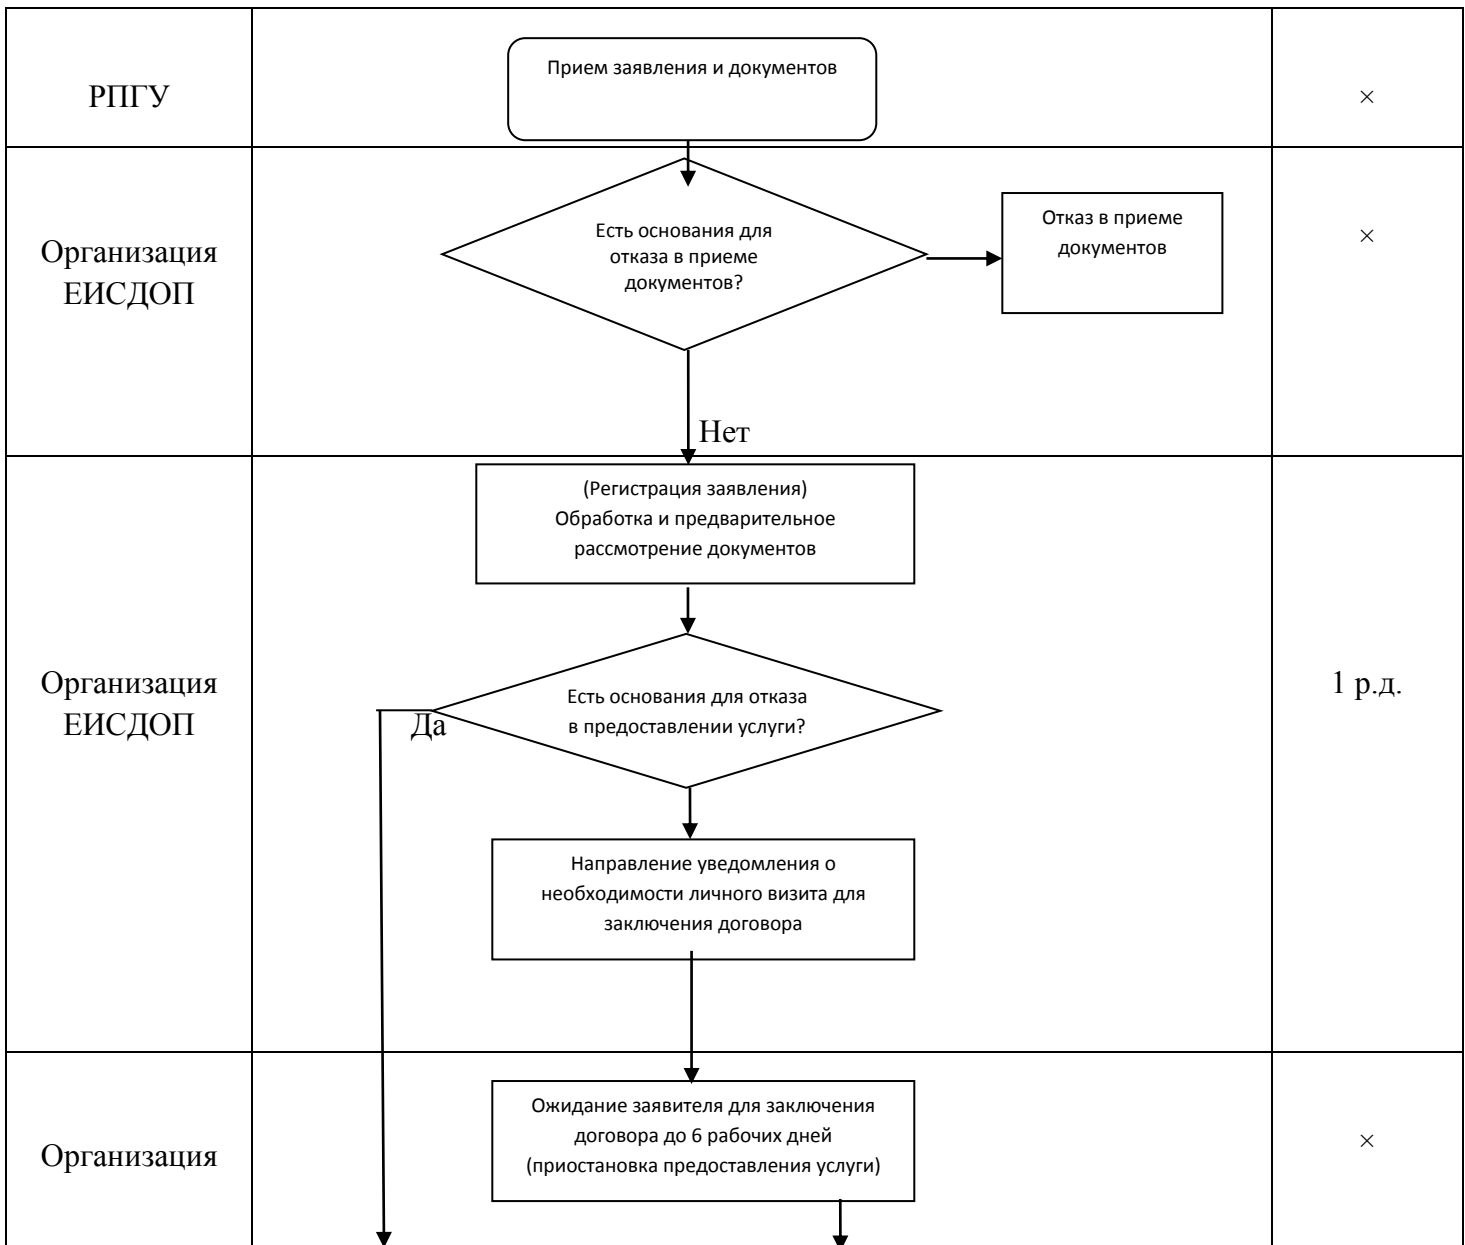 РПГУ
Прием заявления и документов
×
Организация
ЕИСДОП
Есть основания для
отказа в приеме
документов?
Отказ в приеме
документов
×
Нет
Организация
ЕИСДОП
(Регистрация заявления)
Обработка и предварительное
рассмотрение документов
Есть основания для отказа
в предоставлении услуги?
Да
Направление уведомления о
необходимости личного визита для
заключения договора
1 р.д.
Организация
Ожидание заявителя для заключения
договора до 6 рабочих дней
(приостановка предоставления услуги)
×